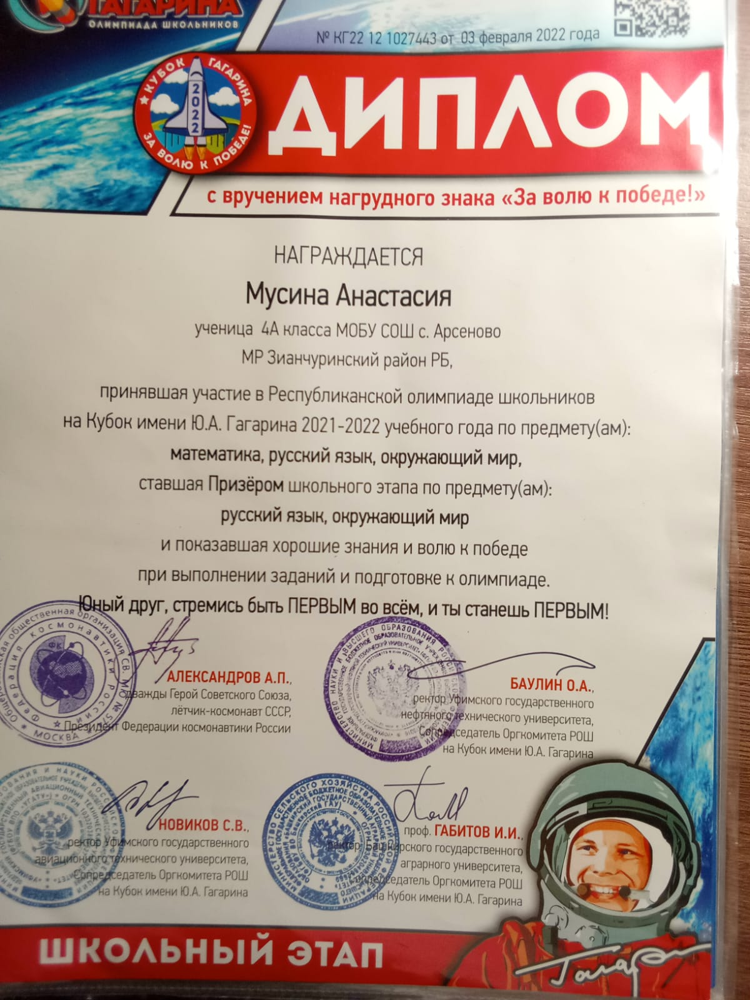 ГАГАРИНА
ОЛИМПИАДА ШКОЛЬНИКОВ
№ КГ22 12 1027443 от 03 февраля 2022 года
КУБОК ГАГАРИНА
2022
ЗА ВОЛЮ К ПОБЕДЕ!
ДИПЛОМ
с вручением нагрудного знака «За волю к победе!»
НАГРАЖДАЕТСЯ
Мусина Анастасия
ученица 4А класса МОБУ СОШ с. Арсеново
МР Зианчуринский район РБ,
принявшая участие в Республиканской олимпиаде школьников
на Кубок имени Ю.А. Гагарина 2021-2022 учебного года по предмету(ам):
математика, русский язык, окружающий мир,
ставшая Призёром школьного этапа по предмету(ам):
русский язык, окружающий мир
и показавшая хорошие знания и волю к победе
при выполнении заданий и подготовке к олимпиаде.
Юный друг, стремись быть ПЕРВЫМ во всём, и ты станешь ПЕРВЫМ!
общественная организация
Федерация космонавтики России
МОСКВА
ФК
АЛЕКСАНДРОВ А.П.,
дважды Герой Советского Союза,
лётчик-космонавт СССР,
Президент Федерации космонавтики России
БАУЛИН О.А.,
ректор Уфимского государственного
нефтяного технического университета,
Сопредседатель Оргкомитета РОШ
на Кубок имени Ю.А. Гагарина
НОВИКОВ С.В.,
ректор Уфимского государственного
авиационного технического университета,
Сопредседатель Оргкомитета РОШ
на Кубок имени Ю.А. Гагарина
проф. ГАБИТОВ И.И.,
ректор Башкирского государственного
аграрного университета,
Сопредседатель Оргкомитета РОШ
на Кубок имени Ю.А. Гагарина
ШКОЛЬНЫЙ ЭТАП